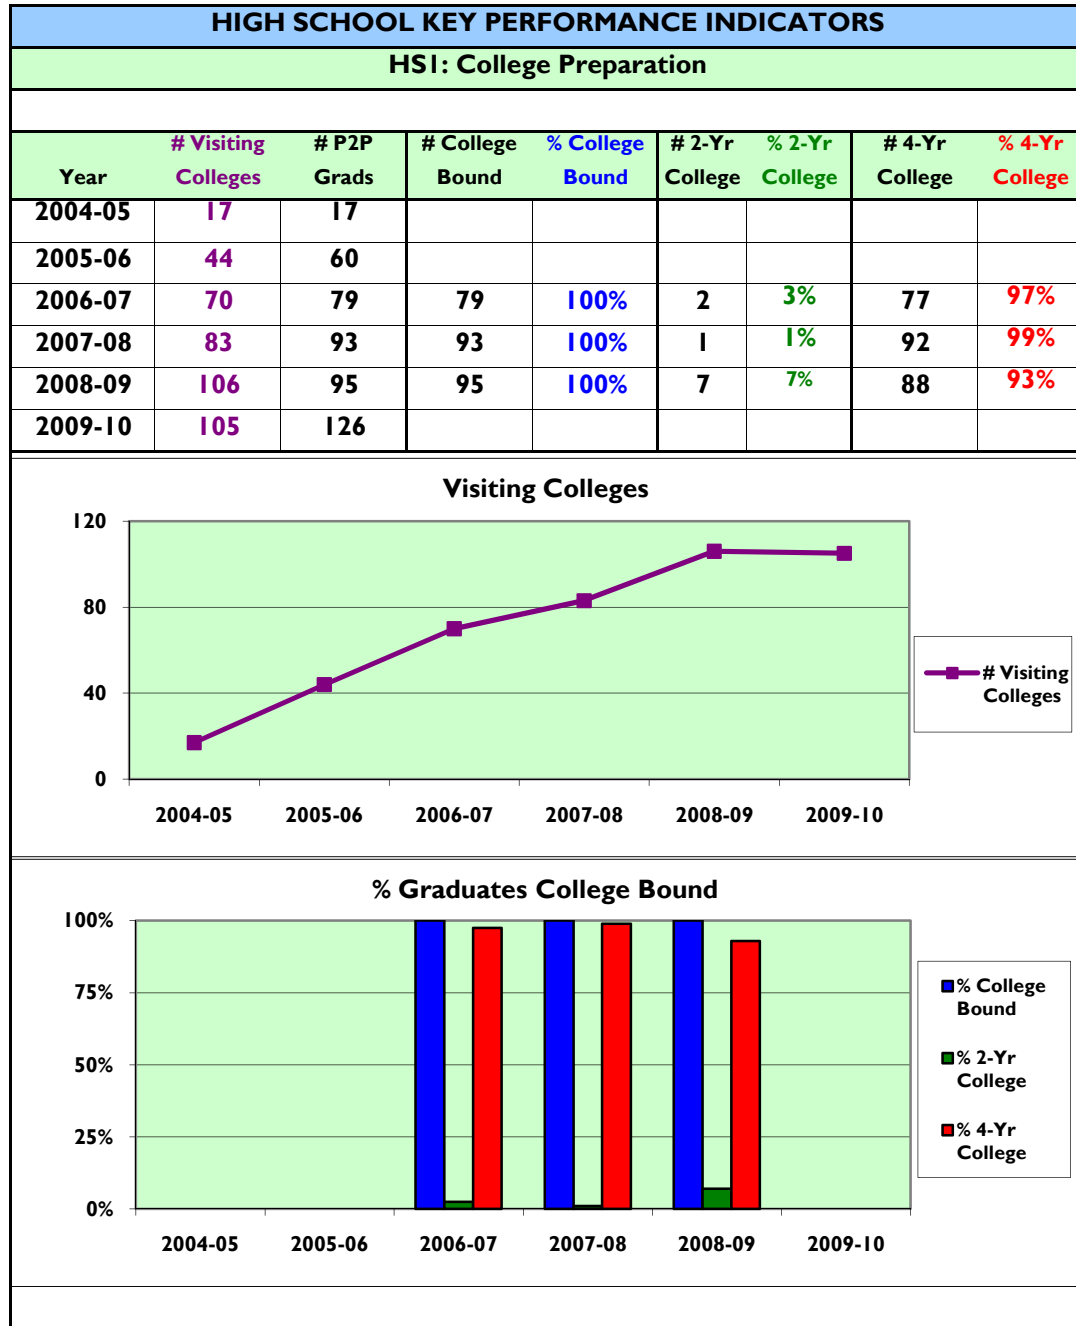 HIGH SCHOOL KEY PERFORMANCE INDICATORS
HS1: College Preparation
Year # Visiting Colleges # P2P Grads # College Bound % College Bound # 2-Yr College % 2-Yr College # 4-Yr College % 4-Yr College
2004-05 17 17
2005-06 44 60
2006-07 70 79 79 100% 2 3% 77 97%
2007-08 83 93 93 100% 1 1% 92 99%
2008-09 106 95 95 100% 7 7% 88 93%
2009-10 105 126
Visiting Colleges
120
80
40
0
2004-05 2005-06 2006-07 2007-08 2008-09 2009-10
# Visiting
Colleges
% Graduates College Bound
100%
75%
50%
25%
0%
2004-05 2005-06 2006-07 2007-08 2008-09 2009-10
% College
Bound
% 2-Yr
College
% 4-Yr
College